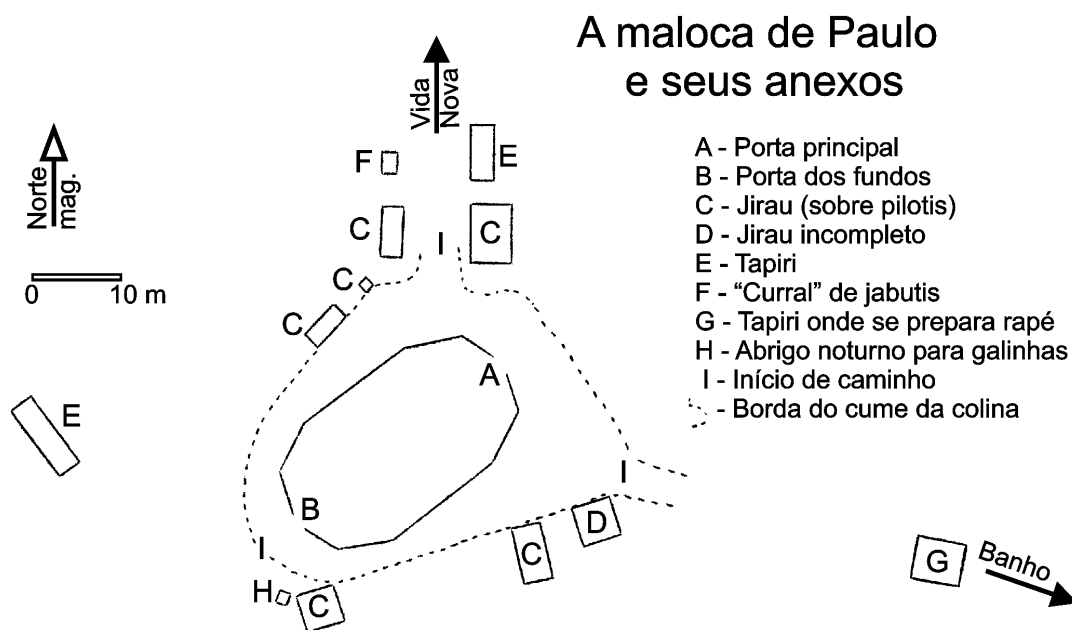 A maloca de Paulo
e seus anexos
Vida
Nova
Norte
mag.
0 10 m
A - Porta principal
B - Porta dos fundos
C - Jirau (sobre pilotis)
D - Jirau incompleto
E - Tapiri
F - “Curral” de jabutis
G - Tapiri onde se prepara rapé
H - Abrigo noturno para galinhas
I - Início de caminho
- Borda do cume da colina
F
E
C
I
C
C
C
A
E
I
B
D
I
C
G
Banho
H
C